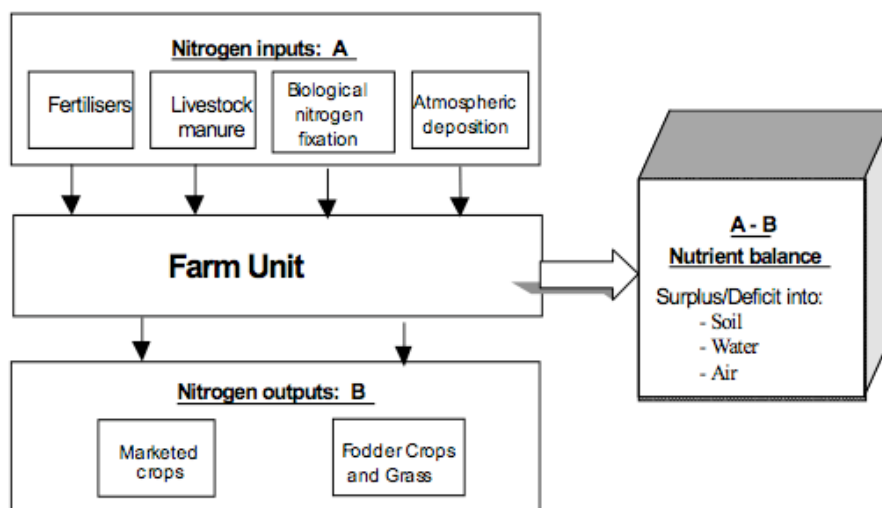 Nitrogen inputs: A
Fertilisers
Livestock
manure
Biological
nitrogen
fixation
Atmospheric
deposition
Farm Unit
A - B
Nutrient balance
Surplus/Deficit into:
- Soil
- Water
- Air
Nitrogen outputs: B
Marketed
crops
Fodder Crops
and Grass